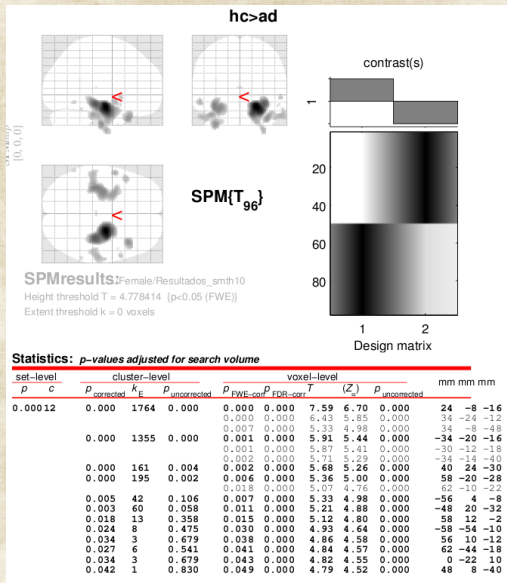 hc>ad
contrast(s)
1
<
<
<
[0, 0, 0]
SPM{T96}
20
40
60
80
1 2
Design matrix
SPMresults: Female/Resultados_smth10
Height threshold T = 4.778414 {p<0.05 (FWE)}
Extent threshold k = 0 voxels
Statistics: p-values adjusted for search volume
set-level cluster-level voxel-level mm mm mm
p c p corrected k E p uncorrected p FWE-corr p FDR-corr T (Z≡) p uncorrected
0.000 12 0.000 1764 0.000 0.000 0.000 7.59 6.70 0.000 24 -8 -16
0.000 0.000 6.43 5.85 0.000 34 -24 -12
0.007 0.000 5.33 4.98 0.000 34 -8 -48
0.000 1355 0.000 0.001 0.000 5.91 5.44 0.000 -34 -20 -16
0.001 0.000 5.87 5.41 0.000 -30 -12 -18
0.002 0.000 5.71 5.29 0.000 -34 -14 -40
0.000 161 0.004 0.002 0.000 5.68 5.26 0.000 40 24 -30
0.000 195 0.002 0.006 0.000 5.36 5.00 0.000 58 -20 -28
0.018 0.000 5.07 4.76 0.000 62 -10 -22
0.005 42 0.106 0.007 0.000 5.33 4.98 0.000 -56 4 -8
0.003 60 0.058 0.011 0.000 5.21 4.88 0.000 -48 20 -32
0.018 13 0.358 0.015 0.000 5.12 4.80 0.000 58 12 -2
0.024 8 0.475 0.030 0.000 4.93 4.64 0.000 -58 -54 -10
0.034 3 0.679 0.038 0.000 4.86 4.58 0.000 56 10 -12
0.027 6 0.541 0.041 0.000 4.84 4.57 0.000 62 -44 -18
0.034 3 0.679 0.043 0.000 4.82 4.55 0.000 0 -22 10
0.042 1 0.830 0.049 0.000 4.79 4.52 0.000 48 8 -40